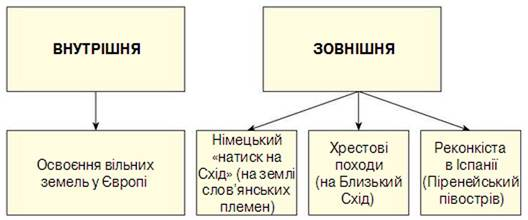 ВНУТРІШНЯ
ЗОВНІШНЯ
Освоєння вільних
земель у Європі
Німецький
«натиск на
Схід» (на землі
слов'янських
племен)
Хрестові
походи
(на Близький
Схід)
Реконкіста
в Іспанії
(Піренейський
півострів)